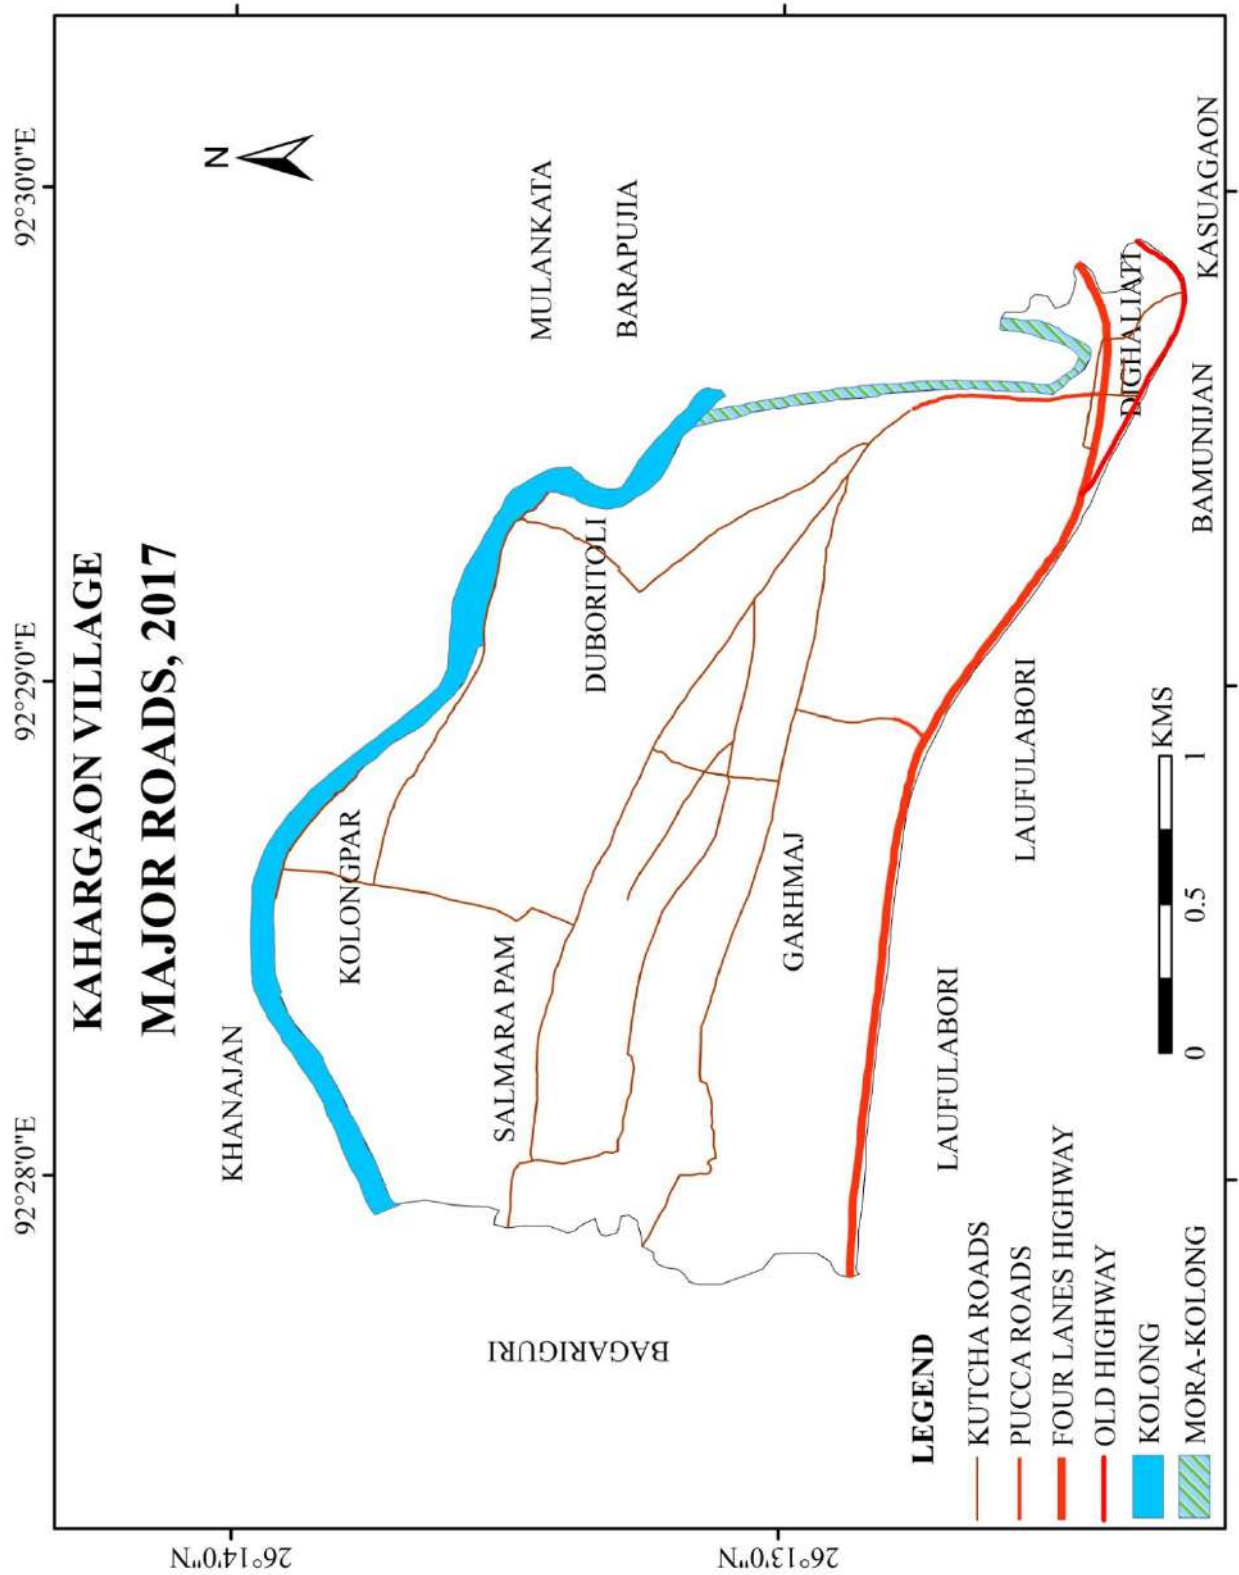 KAHARGAON VILLAGE
MAJOR ROADS, 2017
92°28'0"E
92°29'0"E
92°30'0"E
26°14'0"N
26°13'0"N
N
KHANAJAN
KOLONGPAR
SALMARA PAM
DUBORITOLI
MULANKATA
BARAPUJIA
BAGARIGURI
GARHMAJ
LAUFULABORI
LAUFULABORI
DIGHALIATI
BAMUNIJAN
KASUAGAON
LEGEND
KUTCHA ROADS
PUCCA ROADS
FOUR LANES HIGHWAY
OLD HIGHWAY
KOLONG
MORA-KOLONG
0 0.5 1
KMS